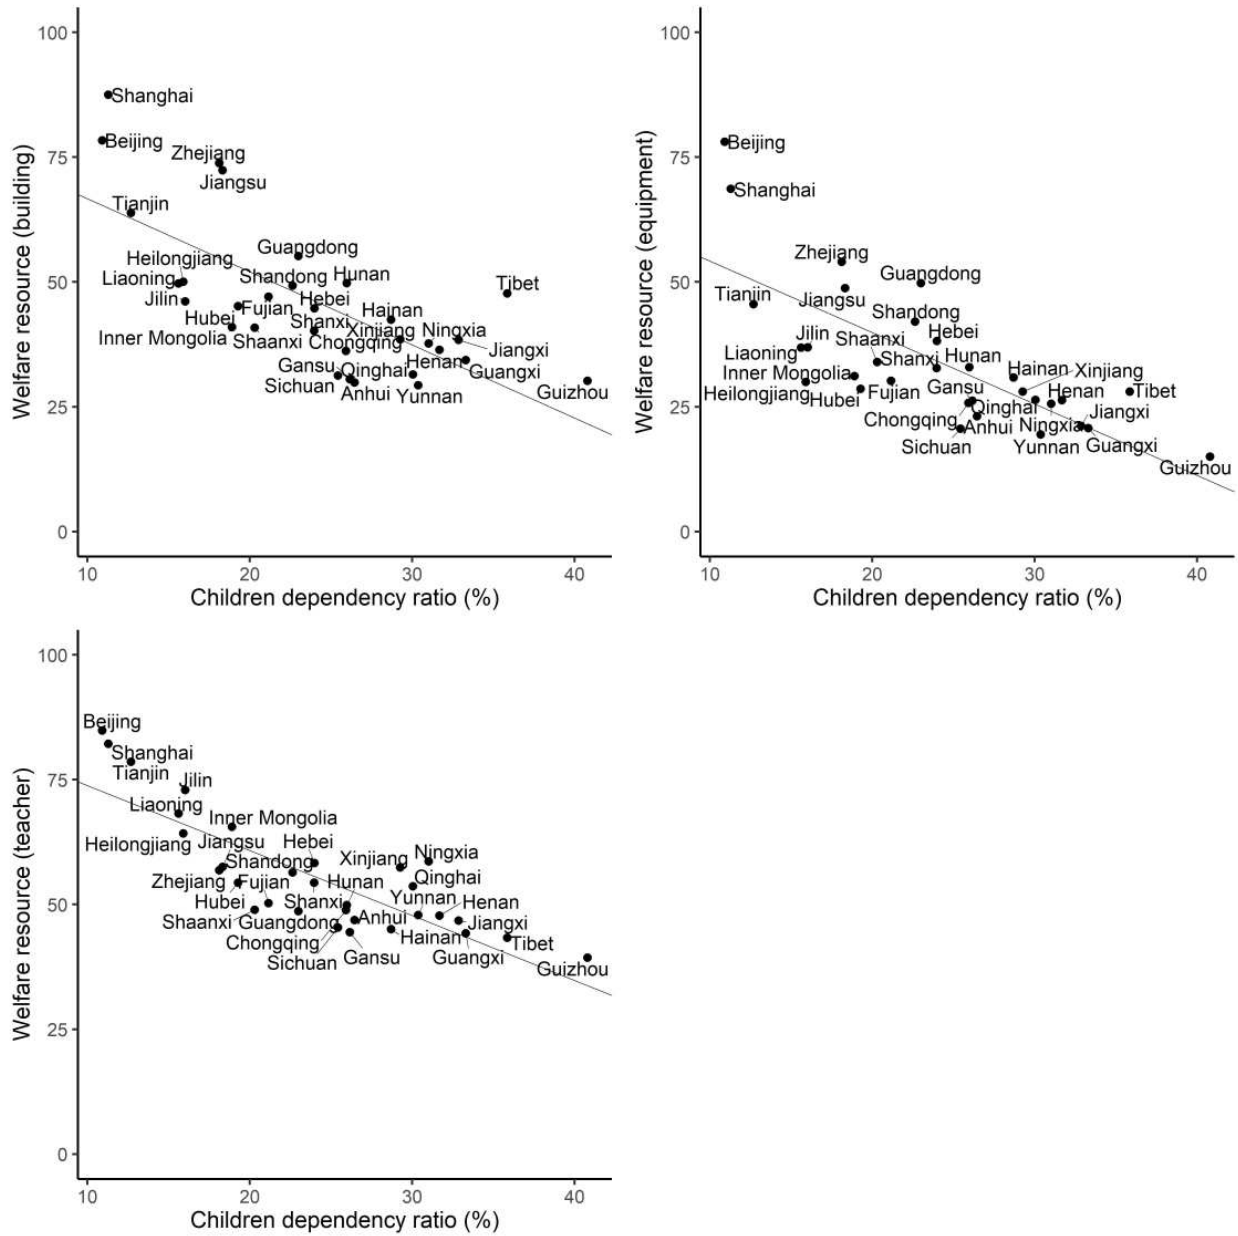 100
75
50
25
0
Welfare resource (building)
Shanghai
Beijing
Zhejiang
Jiangsu
Tianjin
Guangdong
Heilongjiang
Liaoning
Shandong
Hunan
Tibet
Jilin
Hebei
Fujian
Hainan
Hubei
Shanxi
Xinjiang
Ningxia
Inner Mongolia
Shaanxi
Chongqing
Jiangxi
Gansu
Qinghai
Henan
Guangxi
Sichuan
Anhui
Yunnan
Guizhou
10
20
30
40
Children dependency ratio (%)
100
75
50
25
0
Welfare resource (equipment)
Beijing
Shanghai
Zhejiang
Guangdong
Tianjin
Jiangsu
Shandong
Jilin
Shaanxi
Hebei
Liaoning
Shanxi
Hunan
Inner Mongolia
Hainan
Xinjiang
Heilongjiang
Hubei
Fujian
Gansu
Henan
Tibet
Qinghai
Chongqing
Anhui
Ningxia
Jiangxi
Sichuan
Yunnan
Guangxi
Guizhou
10
20
30
40
Children dependency ratio (%)
100
75
50
25
0
Welfare resource (teacher)
Beijing
Shanghai
Tianjin
Jilin
Liaoning
Inner Mongolia
Heilongjiang
Jiangsu
Hebei
Shandong
Xinjiang
Ningxia
Zhejiang
Fujian
Hunan
Qinghai
Hubei
Shanxi
Yunnan
Henan
Shaanxi
Guangdong
Anhui
Jiangxi
Chongqing
Hainan
Tibet
Sichuan
Gansu
Guangxi
Guizhou
10
20
30
40
Children dependency ratio (%)